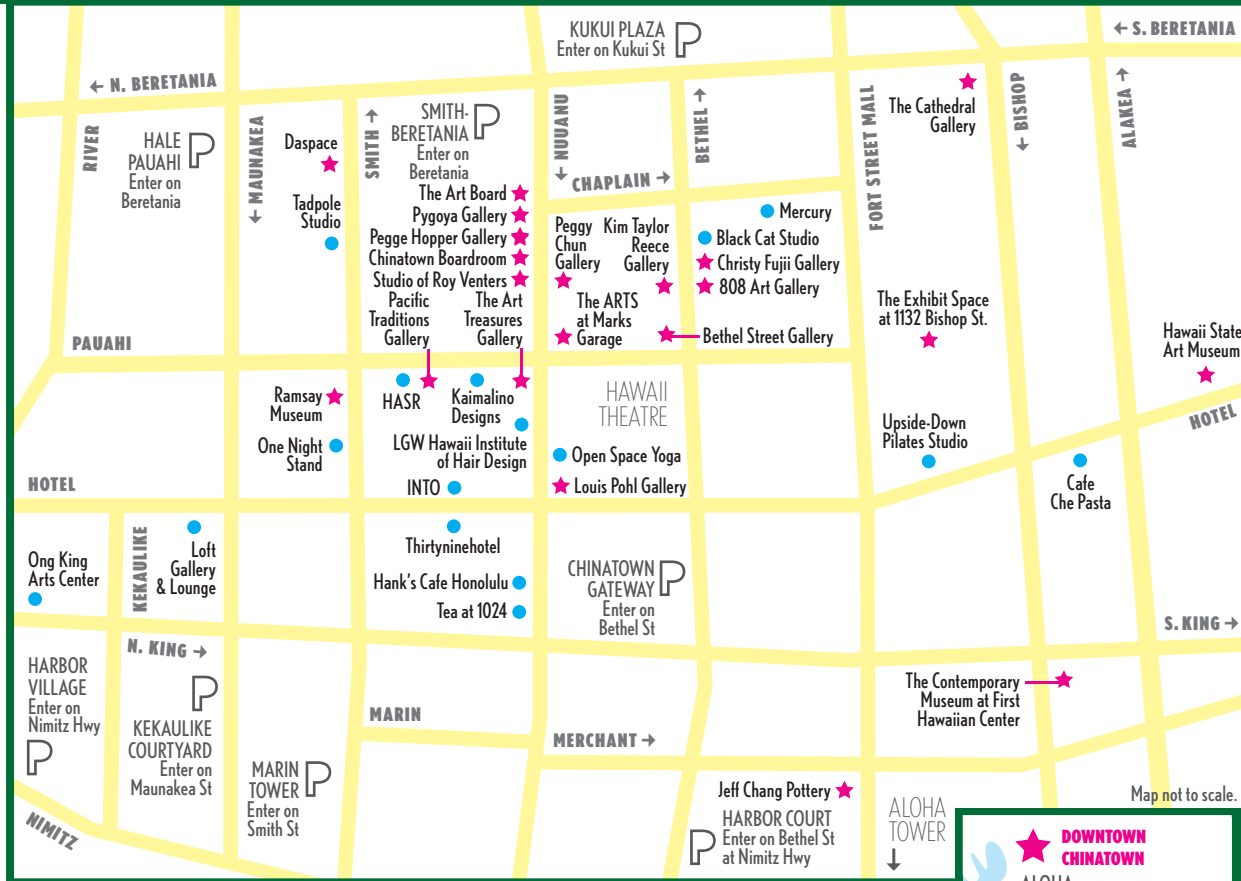 KUKUI PLAZA
Enter on Kukui St
P
← S. BERETANIA
← N. BERETANIA
RIVER
HALE
PAUAHI
Enter on
Beretania
P
← MAUNAKEA
Daspace
Tadpole
Studio
SMITH →
SMITH-
BERETANIA
Enter on
Beretania
P
The Art Board
Pygoya Gallery
Pegge Hopper Gallery
Chinatown Boardroom
Studio of Roy Venters
Pacific
Traditions
Gallery
The Art
Treasures
Gallery
← NUUANU
CHAPLAIN →
BETHEL →
Peggy
Chun
Gallery
Kim Taylor
Reece
Gallery
The ARTS
at Marks
Garage
Mercury
Black Cat Studio
Christy Fujii Gallery
808 Art Gallery
Bethel Street Gallery
FORT STREET MALL
The Cathedral
Gallery
← BISHOP
ALAKEA →
The Exhibit Space
at 1132 Bishop St.
Hawaii State
Art Museum
PAUAHI
Ramsay
Museum
One Night
Stand
HASR
Kaimalino
Designs
LGW Hawaii Institute
of Hair Design
INTO
HAWAII
THEATRE
Open Space Yoga
Louis Pohl Gallery
Upside-Down
Pilates Studio
HOTEL
Cafe
Che Pasta
HOTEL
Ong King
Arts Center
KEKAULIKE
Loft
Gallery
& Lounge
Thirtyninehotel
Hank's Cafe Honolulu
Tea at 1024
CHINATOWN
GATEWAY
Enter on
Bethel St
P
S. KING →
N. KING →
HARBOR
VILLAGE
Enter on
Nimitz Hwy
P
P
KEKAULIKE
COURTYARD
Enter on
Maunakea St
MARIN
TOWER
Enter on
Smith St
P
MARIN
MERCHANT →
The Contemporary
Museum at First
Hawaiian Center
NIMITZ
Jeff Chang Pottery
P
HARBOR COURT
Enter on Bethel St
at Nimitz Hwy
ALOHA
TOWER
↓
Map not to scale.
DOWNTOWN
CHINATOWN